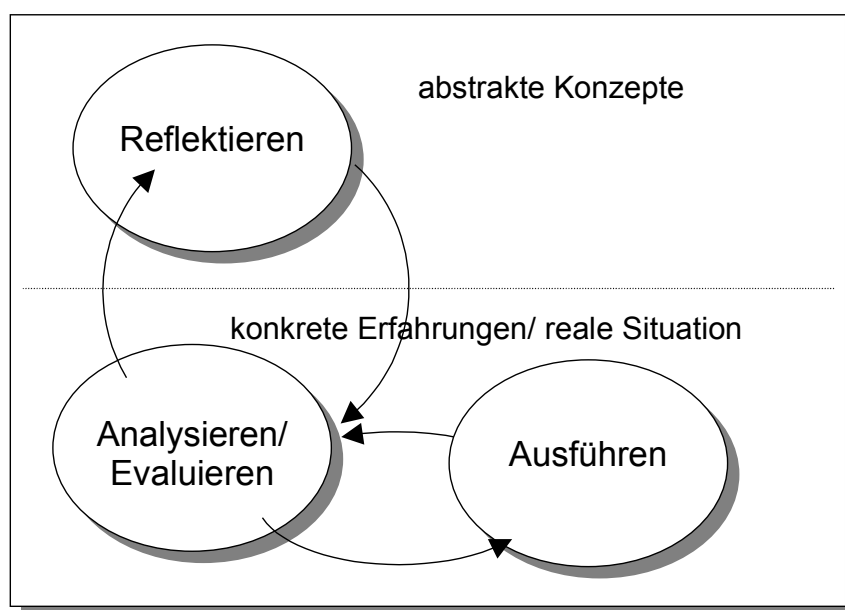 abstrakte Konzepte
Reflektieren
konkrete Erfahrungen/ reale Situation
Analysieren/
Evaluieren
Ausführen